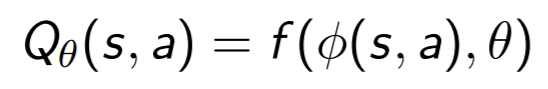 Q_θ(s, a) = f(ϕ(s, a), θ)